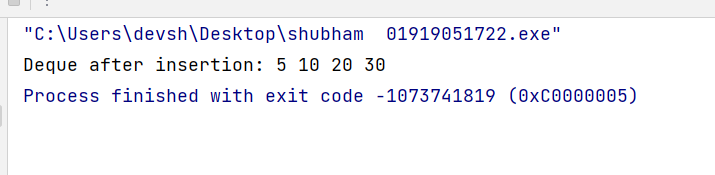 "C:\Users\devsh\Desktop\shubham  01919051722.exe"
Deque after insertion: 5 10 20 30
Process finished with exit code -1073741819 (0xC0000005)